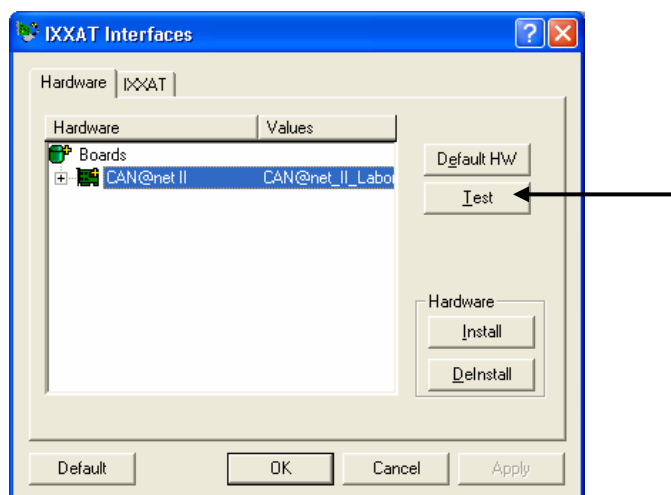 IXXAT Interfaces
Hardware IXXAT
Hardware Values
Boards
CAN@net II CAN@net_II_Labor
Default HW
Test
Hardware
Install
DeInstall
Default OK Cancel Apply